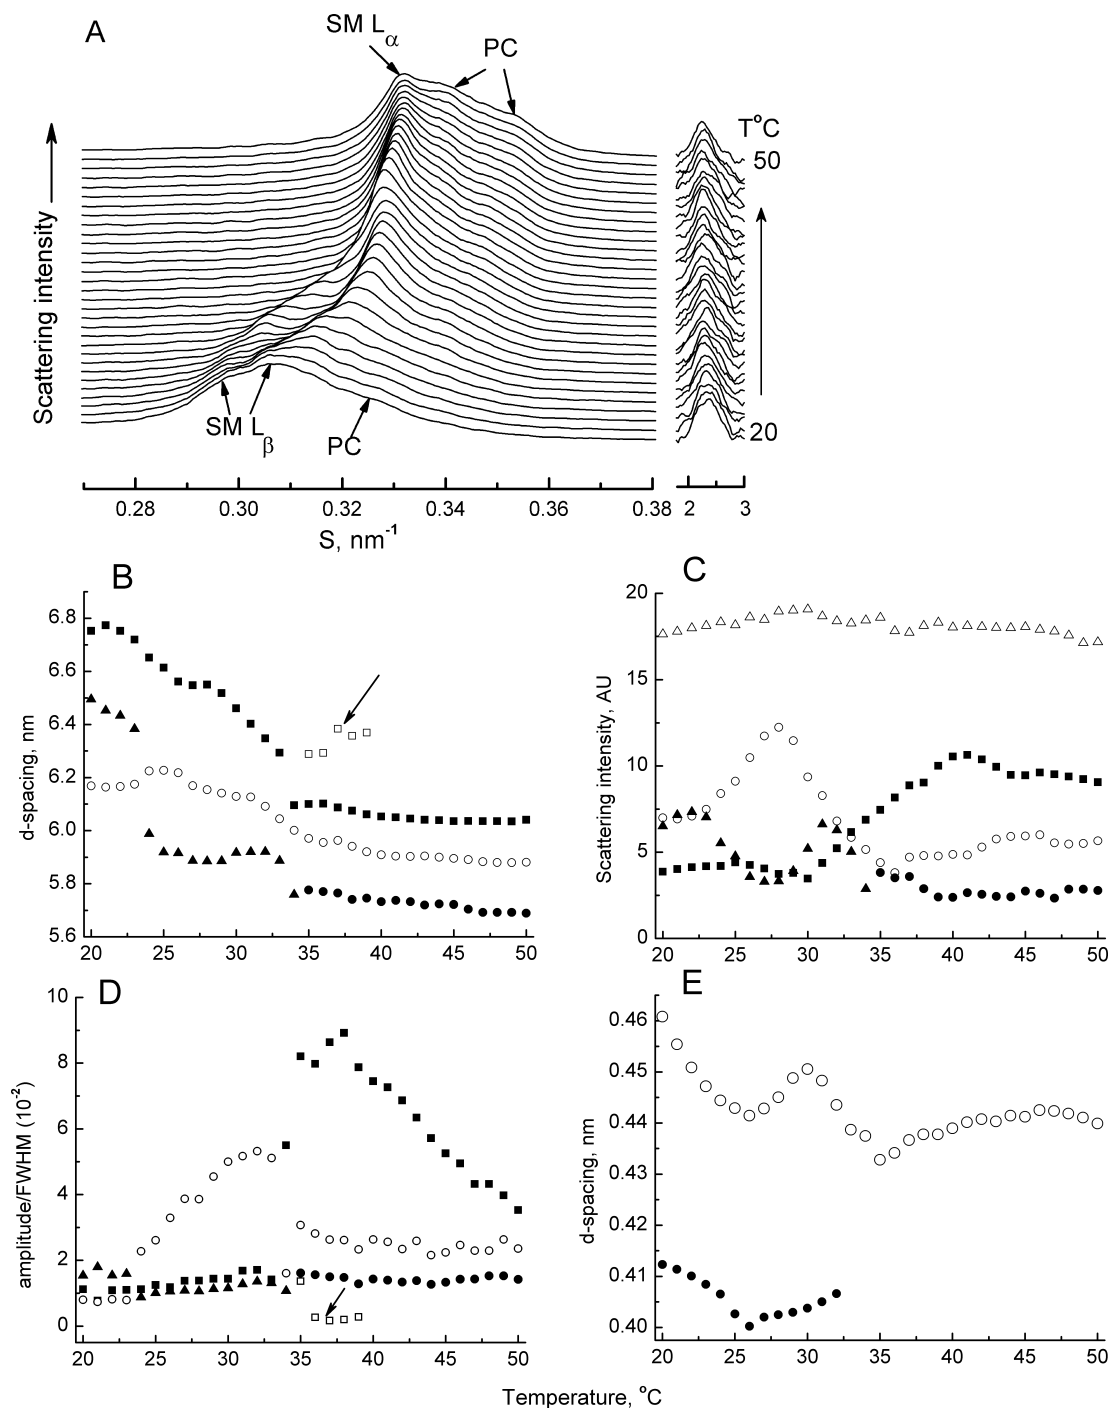 A
SM Lα
PC
Scattering intensity
T°C
50
SM Lβ
PC
20
0.28 0.30 0.32 0.34 0.36 0.38 2 3
S, nm⁻¹
B
d-spacing, nm
6.8
6.6
6.4
6.2
6.0
5.8
5.6
20 25 30 35 40 45 50
C
Scattering intensity, AU
20
15
10
5
0
20 25 30 35 40 45 50
D
amplitude/FWHM (10⁻²)
10
8
6
4
2
0
20 25 30 35 40 45 50
E
d-spacing, nm
0.46
0.45
0.44
0.43
0.42
0.41
0.40
20 25 30 35 40 45 50
Temperature, °C